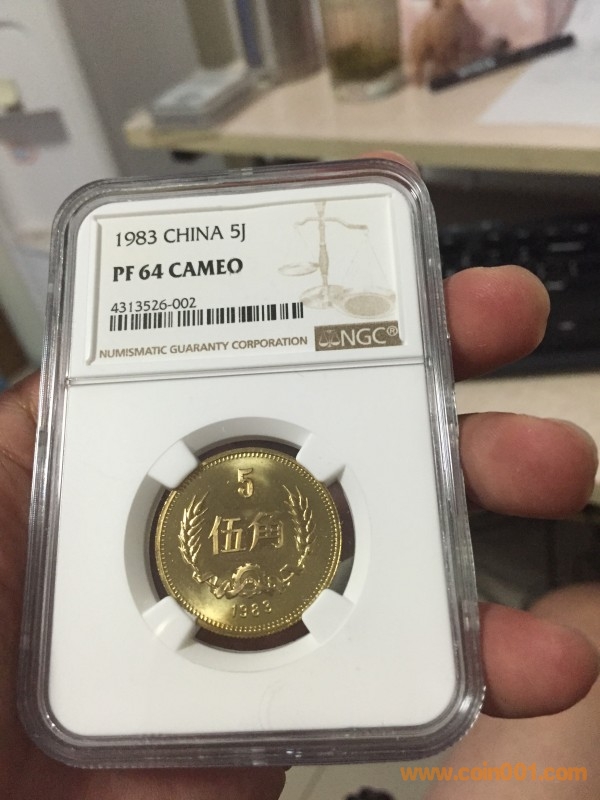 1983 CHINA 5J
PF 64 CAMEO
4313526-002
NUMISMATIC GUARANTY CORPORATION
NGC®
5
伍角
1983
www.coin001.com